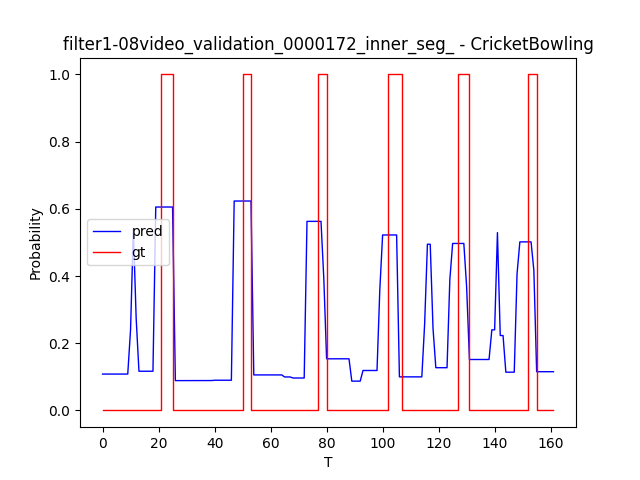 filter1-08video_validation_0000172_inner_seg_ - CricketBowling
1.0
0.8
0.6
0.4
0.2
0.0
Probability
pred
gt
0 20 40 60 80 100 120 140 160
T